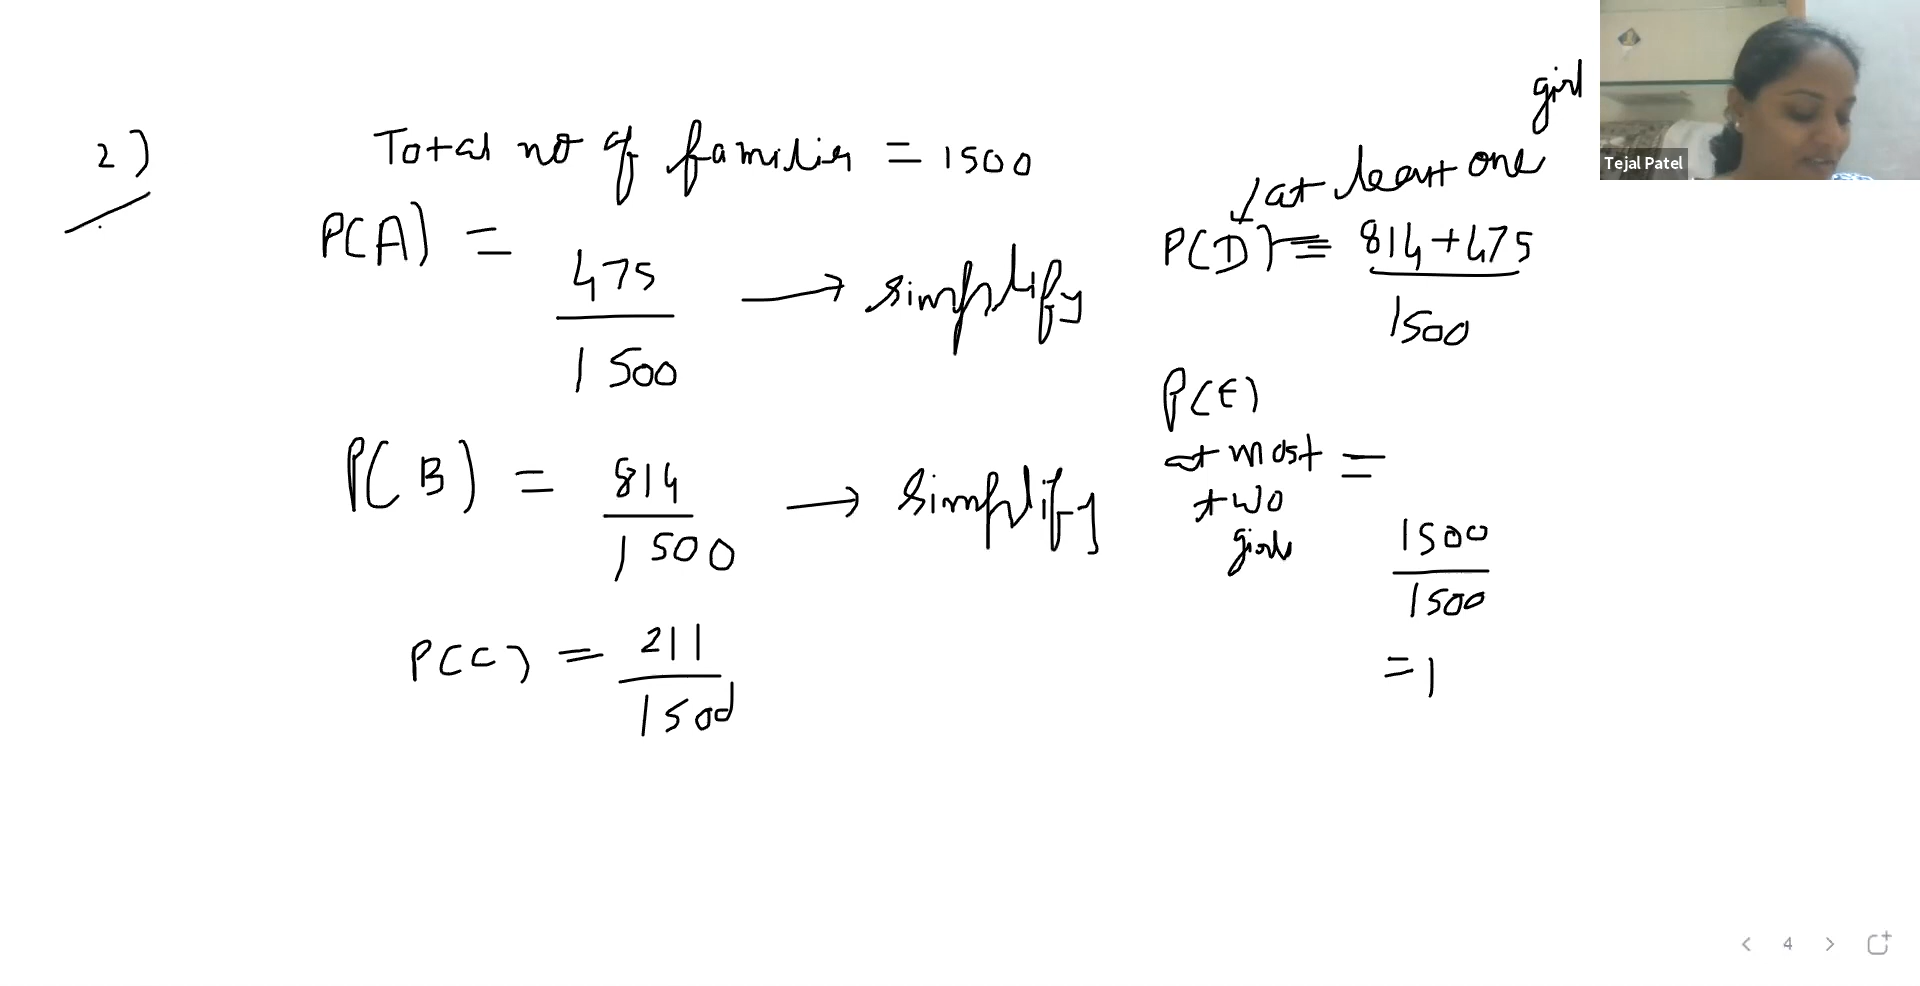 2)
Total no of families = 1500
P(A) = 475/1500 → simplify
P(B) = 814/1500 → simplify
P(C) = 211/1500
at least one girl
P(D) = 814+475/1500
P(E)
at most two girls = 1500/1500
= 1
Tejal Patel
4